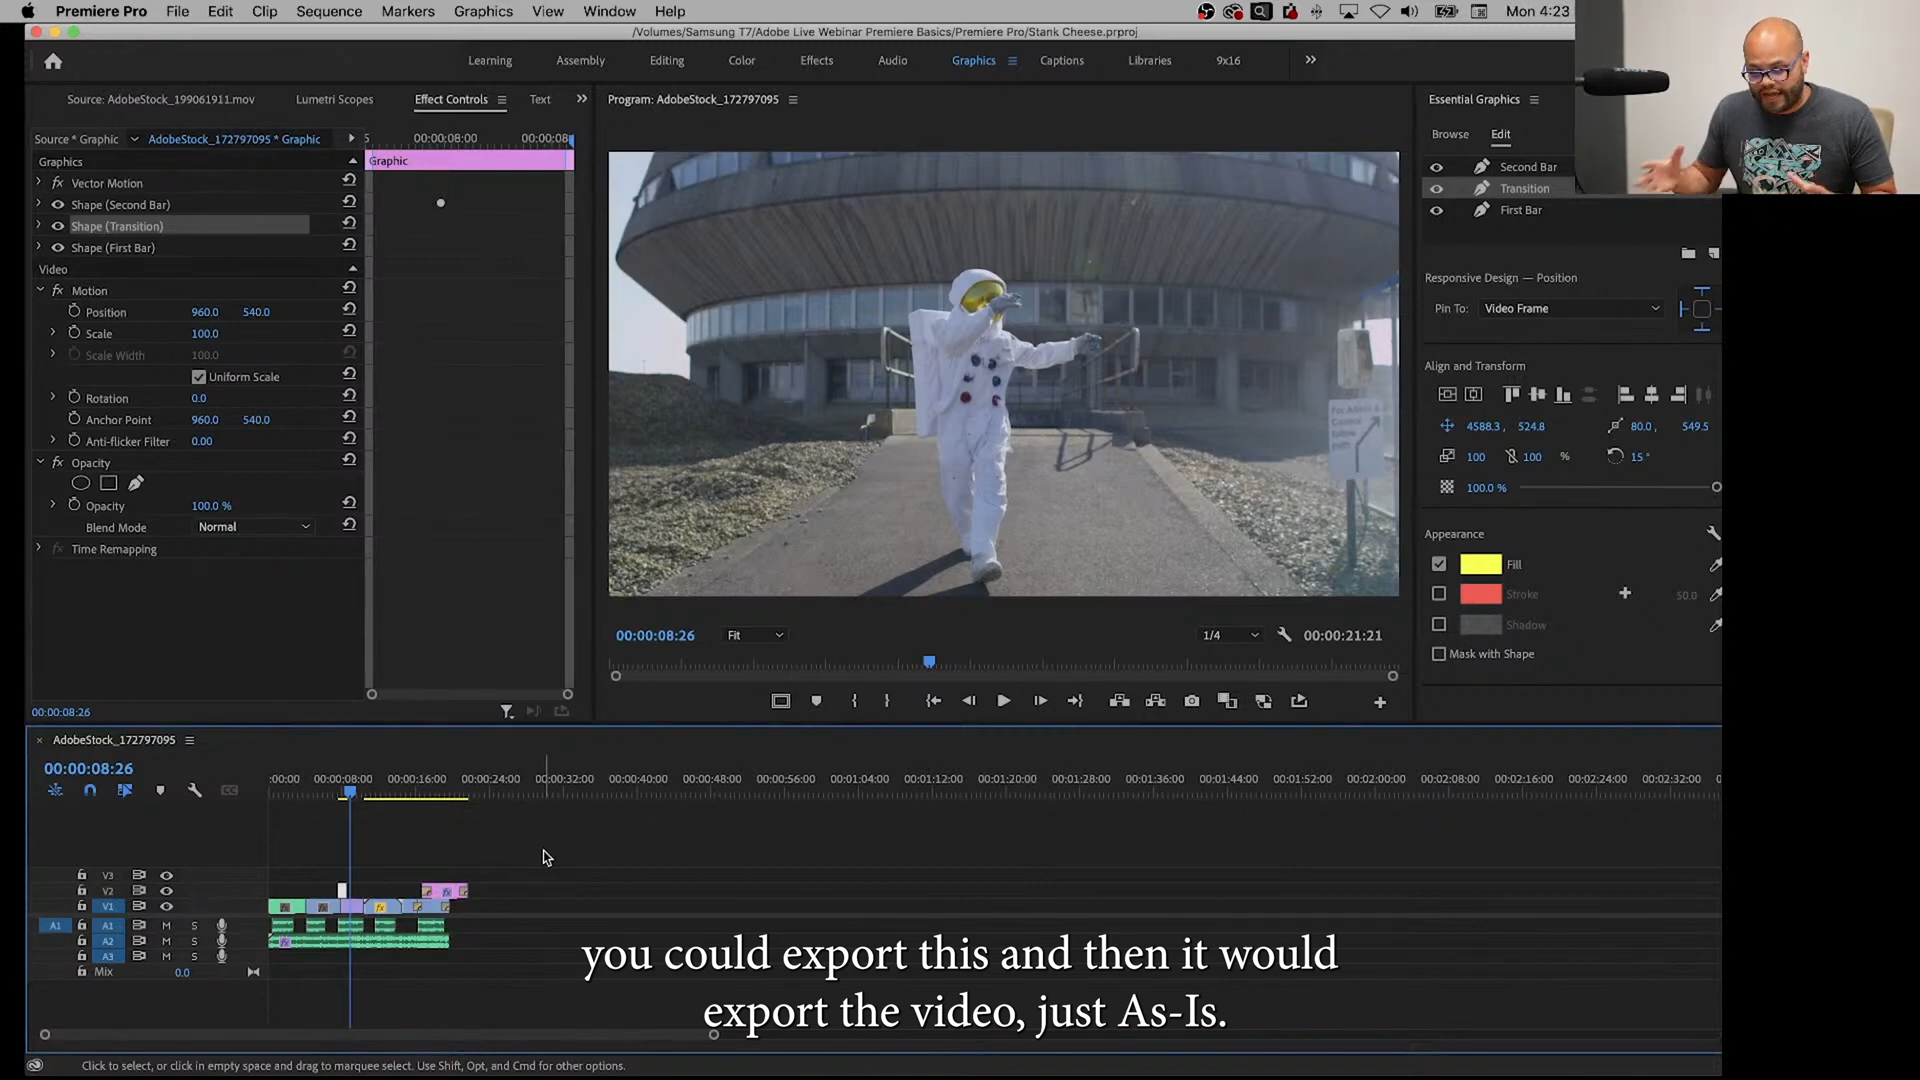 Premiere Pro File Edit Clip Sequence Markers Graphics View Window Help Mon 4:23
/Volumes/Samsung T7/Adobe Live Webinar Premiere Basics/Premiere Pro/Stank Cheese.prproj
Learning Assembly Editing Color Effects Audio Graphics Captions Libraries 9x16
Source: AdobeStock_199061911.mov Lumetri Scopes Effect Controls Text
Program: AdobeStock_172797095
Essential Graphics
Browse Edit
Second Bar
Transition
First Bar
Responsive Design — Position
Pin To: Video Frame
Align and Transform
4588.3, 524.8 80.0, 549.5
100 100 % 15°
100.0 %
Appearance
Fill
Stroke 50.0
Shadow
Mask with Shape
Source * Graphic AdobeStock_172797095 * Graphic 00:00:08:00 00:00:08
Graphics
Graphic
Vector Motion
Shape (Second Bar)
Shape (Transition)
Shape (First Bar)
Video
fx Motion
Position 960.0 540.0
Scale 100.0
Scale Width 100.0
Uniform Scale
Rotation 0.0
Anchor Point 960.0 540.0
Anti-flicker Filter 0.00
fx Opacity
Opacity 100.0 %
Blend Mode Normal
fx Time Remapping
00:00:08:26
00:00:08:26 Fit 1/4 00:00:21:21
AdobeStock_172797095
00:00:08:26
:00:00 00:00:08:00 00:00:16:00 00:00:24:00 00:00:32:00 00:00:40:00 00:00:48:00 00:00:56:00 00:01:04:00 00:01:12:00 00:01:20:00 00:01:28:00 00:01:36:00 00:01:44:00 00:01:52:00 00:02:00:00 00:02:08:00 00:02:16:00 00:02:24:00 00:02:32:00
V3
V2
V1
A1 A1 M S
A2 M S
A3 M S
Mix 0.0
you could export this and then it would
export the video, just As-Is.
Click to select, or click in empty space and drag to marquee select. Use Shift, Opt, and Cmd for other options.